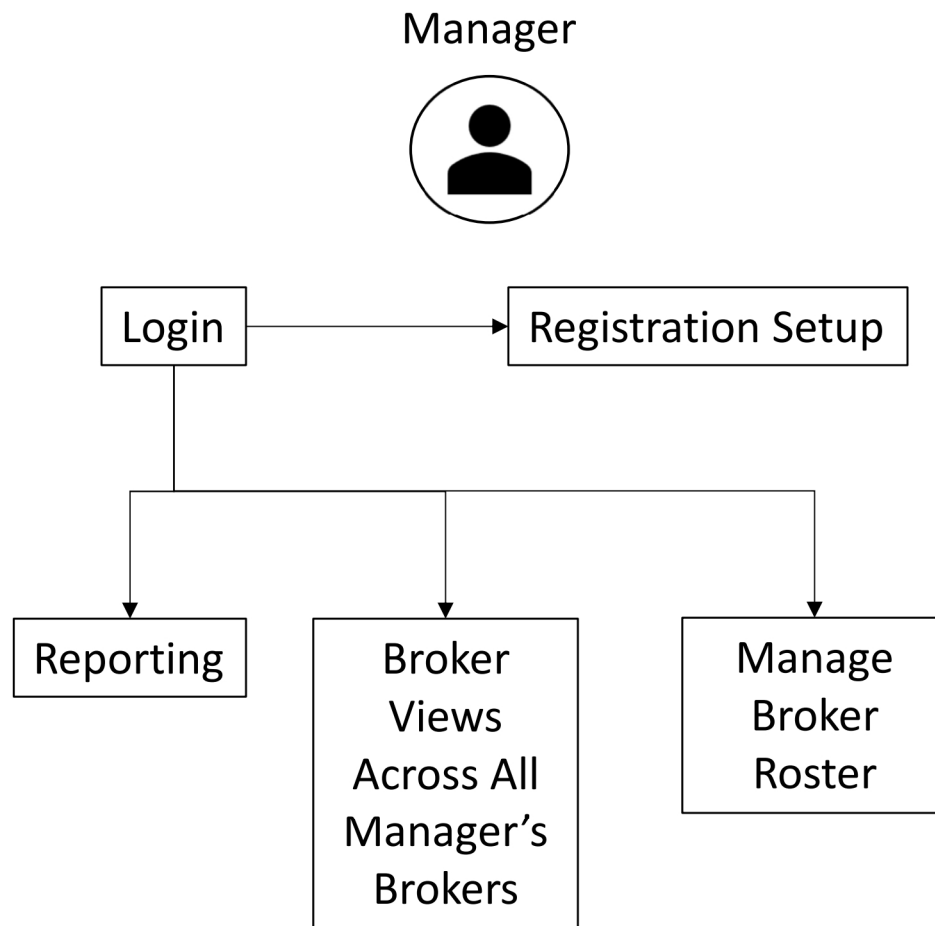 Manager
Login
Registration Setup
Reporting
Broker
Views
Across All
Manager’s
Brokers
Manage
Broker
Roster